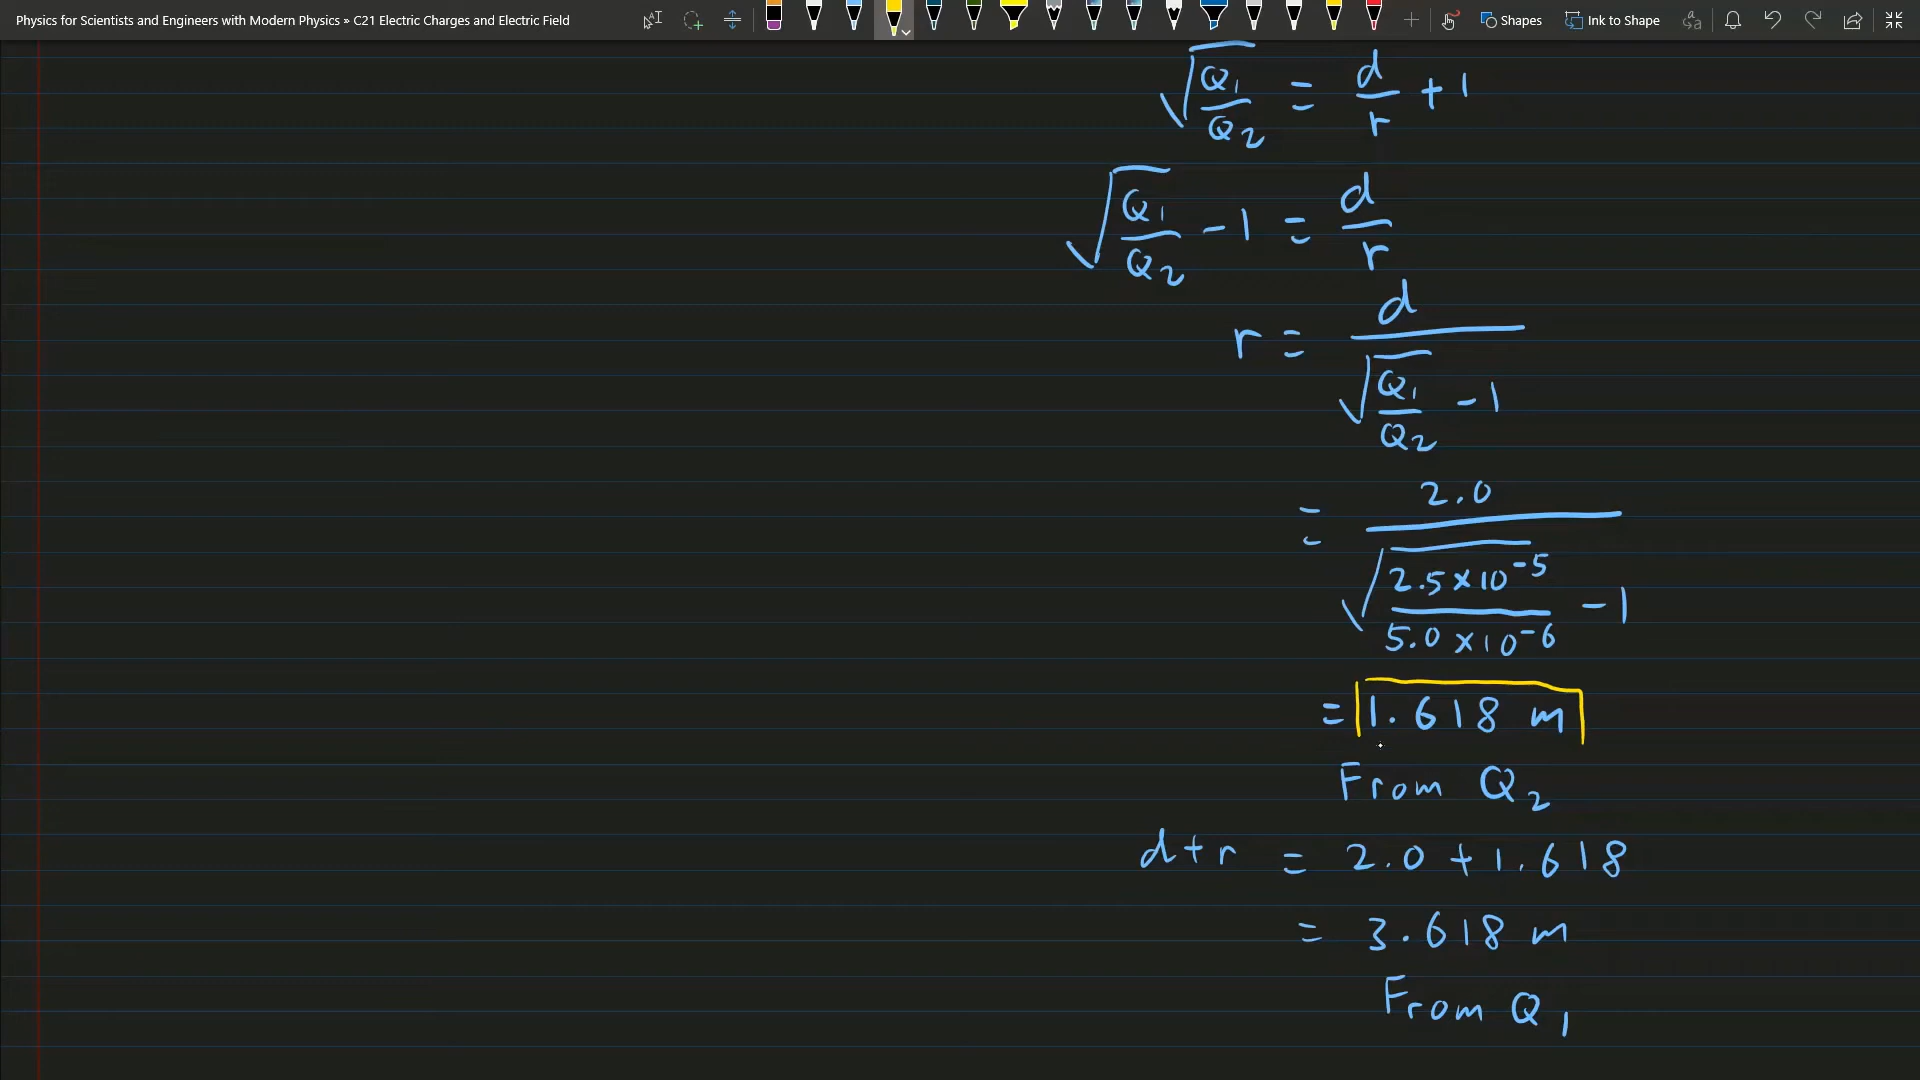 Physics for Scientists and Engineers with Modern Physics » C21 Electric Charges and Electric Field
Shapes Ink to Shape
√(Q₁/Q₂) = d/r + 1
√(Q₁/Q₂) - 1 = d/r
r = d/(√(Q₁/Q₂) - 1)
= 2.0/(√(2.5×10⁻⁵/5.0×10⁻⁶) - 1)
= 1.618 m
From Q₂
d+r = 2.0 + 1.618
= 3.618 m
From Q₁